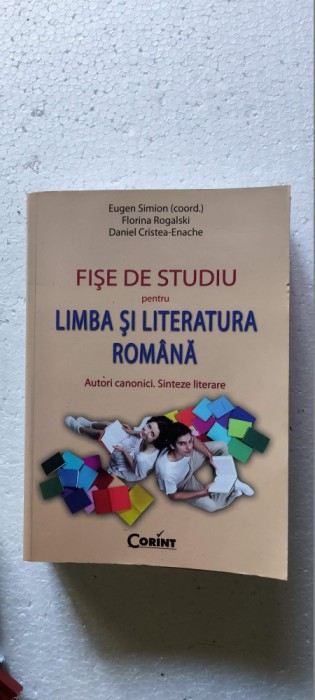 Eugen Simion (coord.)
Florina Rogalski
Daniel Cristea-Enache
FIȘE DE STUDIU
pentru
LIMBA ȘI LITERATURA
ROMÂNĂ
Autori canonici. Sinteze literare
CORINT